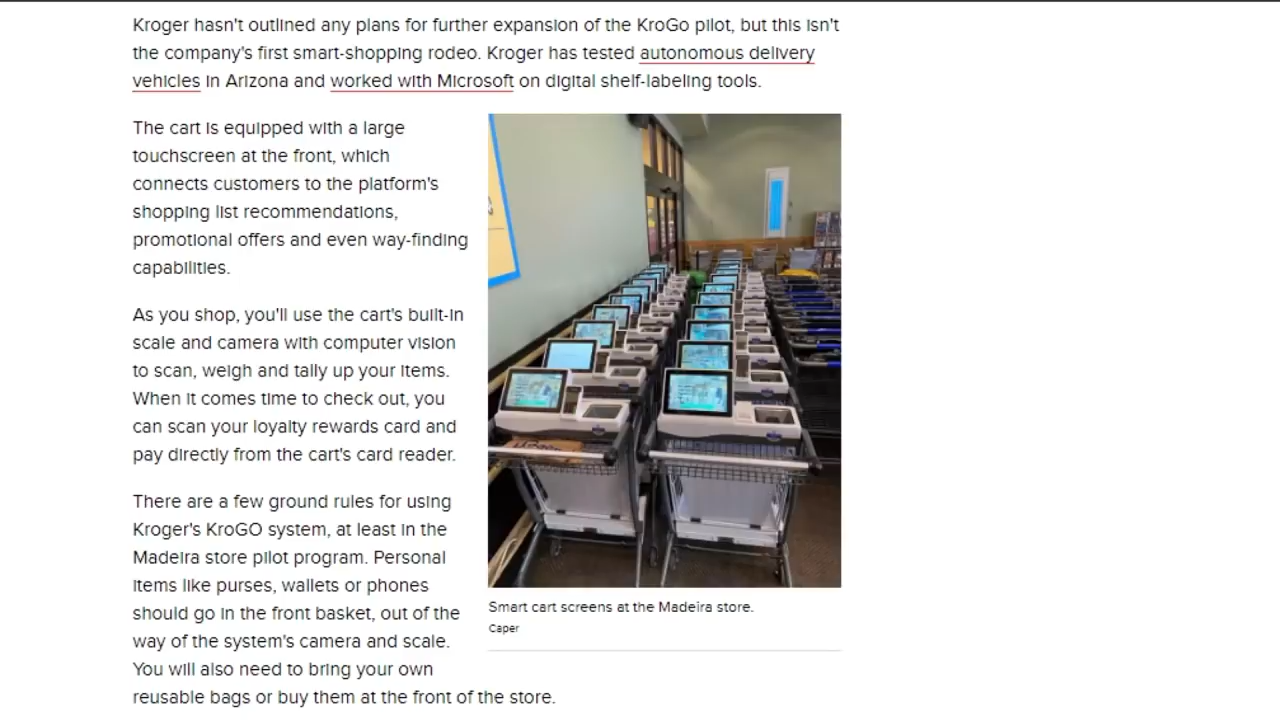 Kroger hasn't outlined any plans for further expansion of the KroGo pilot, but this isn't
the company's first smart-shopping rodeo. Kroger has tested autonomous delivery
vehicles in Arizona and worked with Microsoft on digital shelf-labeling tools.
The cart is equipped with a large
touchscreen at the front, which
connects customers to the platform's
shopping list recommendations,
promotional offers and even way-finding
capabilities.
As you shop, you'll use the cart's built-in
scale and camera with computer vision
to scan, weigh and tally up your items.
When it comes time to check out, you
can scan your loyalty rewards card and
pay directly from the cart's card reader.
There are a few ground rules for using
Kroger's KroGO system, at least in the
Madeira store pilot program. Personal
items like purses, wallets or phones
should go in the front basket, out of the
way of the system's camera and scale.
You will also need to bring your own
reusable bags or buy them at the front of the store.
Smart cart screens at the Madeira store.
Caper